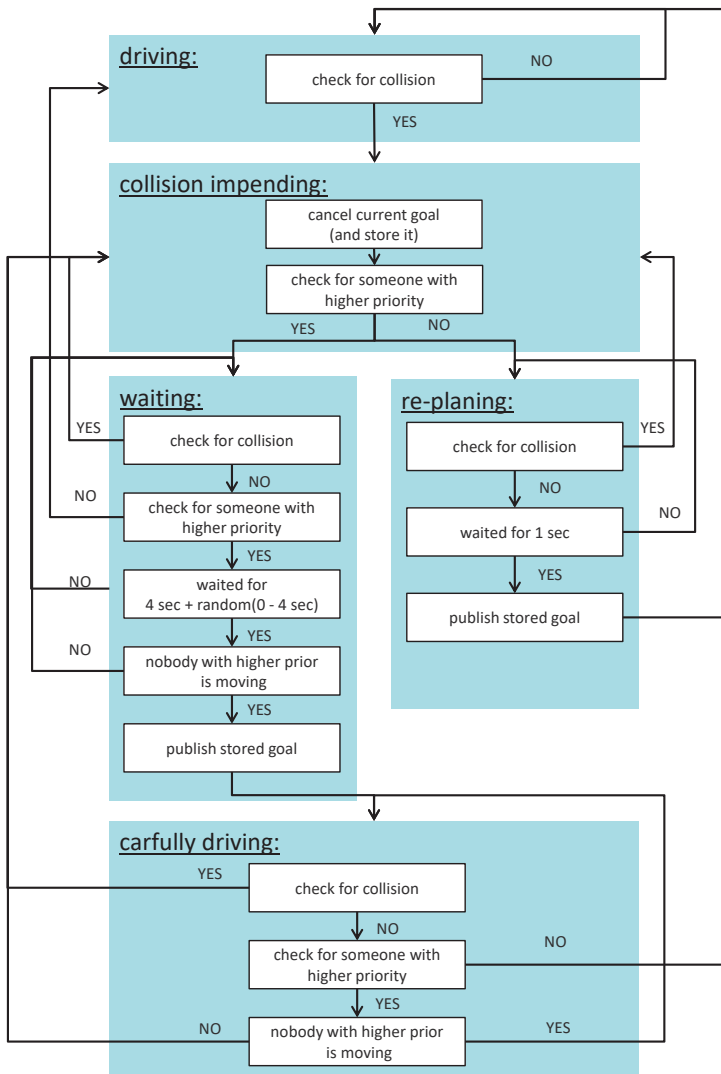 driving:
check for collision
NO
YES
collision impending:
cancel current goal
(and store it)
check for someone with
higher priority
YES
NO
waiting:
YES
check for collision
NO
NO
check for someone with
higher priority
YES
NO
waited for
4 sec + random(0 - 4 sec)
YES
NO
nobody with higher prior
is moving
YES
publish stored goal
re-planing:
YES
check for collision
NO
waited for 1 sec
NO
YES
publish stored goal
carfully driving:
YES
check for collision
NO
check for someone with
higher priority
NO
YES
NO
nobody with higher prior
is moving
YES